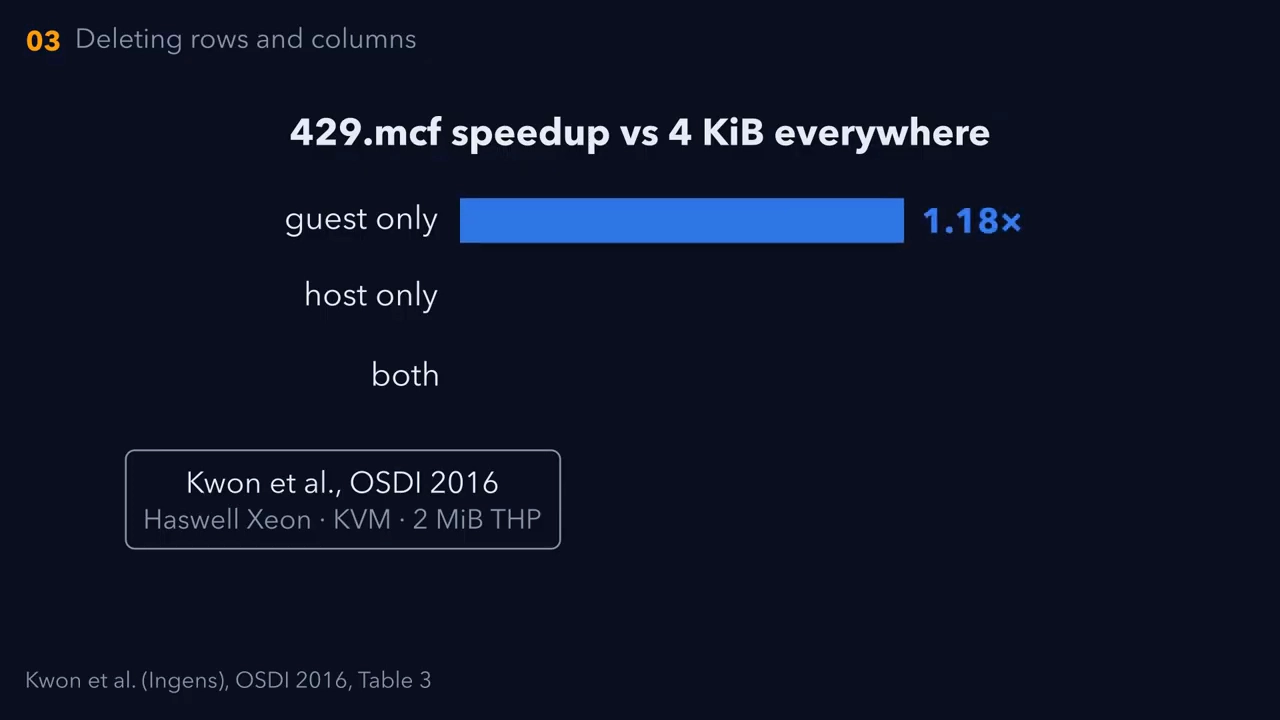 03 Deleting rows and columns
429.mcf speedup vs 4 KiB everywhere
guest only 1.18×
host only
both
Kwon et al., OSDI 2016
Haswell Xeon · KVM · 2 MiB THP
Kwon et al. (Ingens), OSDI 2016, Table 3